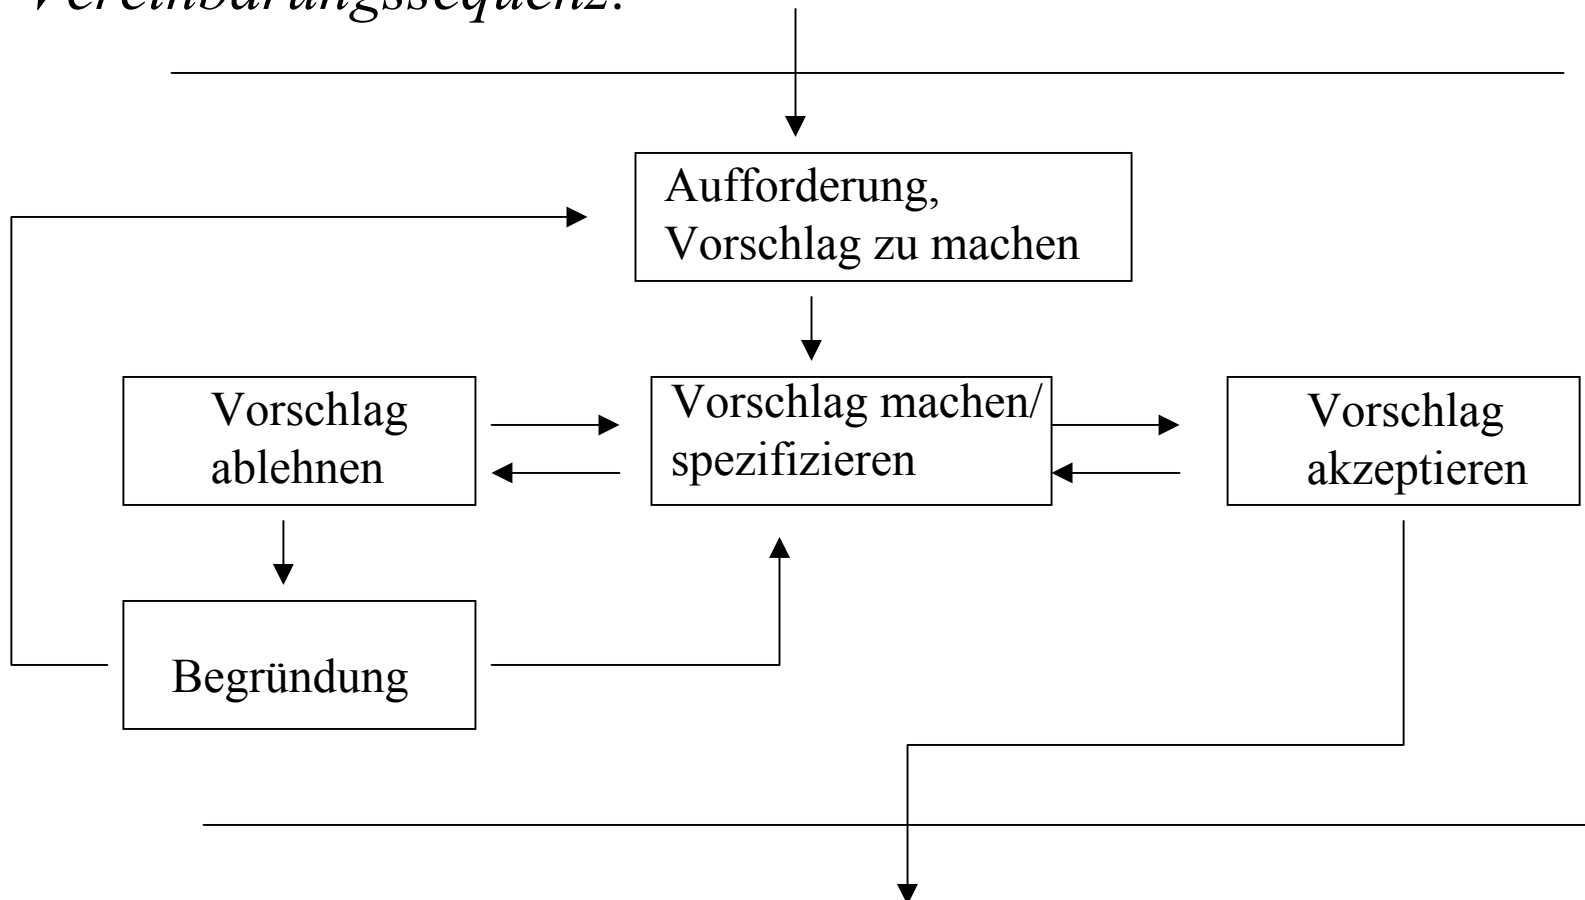 Vereinbarungssequenz:
Aufforderung,
Vorschlag zu machen
Vorschlag
ablehnen
Vorschlag machen/
spezifizieren
Vorschlag
akzeptieren
Begründung